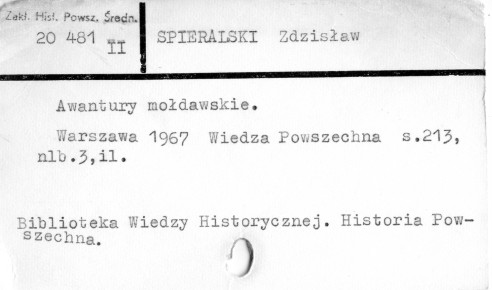 Zakł. Hist. Powsz. Średn.
20 481 II
SPIERALSKI Zdzisław
Awantury mołdawskie.
Warszawa 1967 Wiedza Powszechna s.213,
nlb.3,il.
Biblioteka Wiedzy Historycznej. Historia Pow-
szechna.